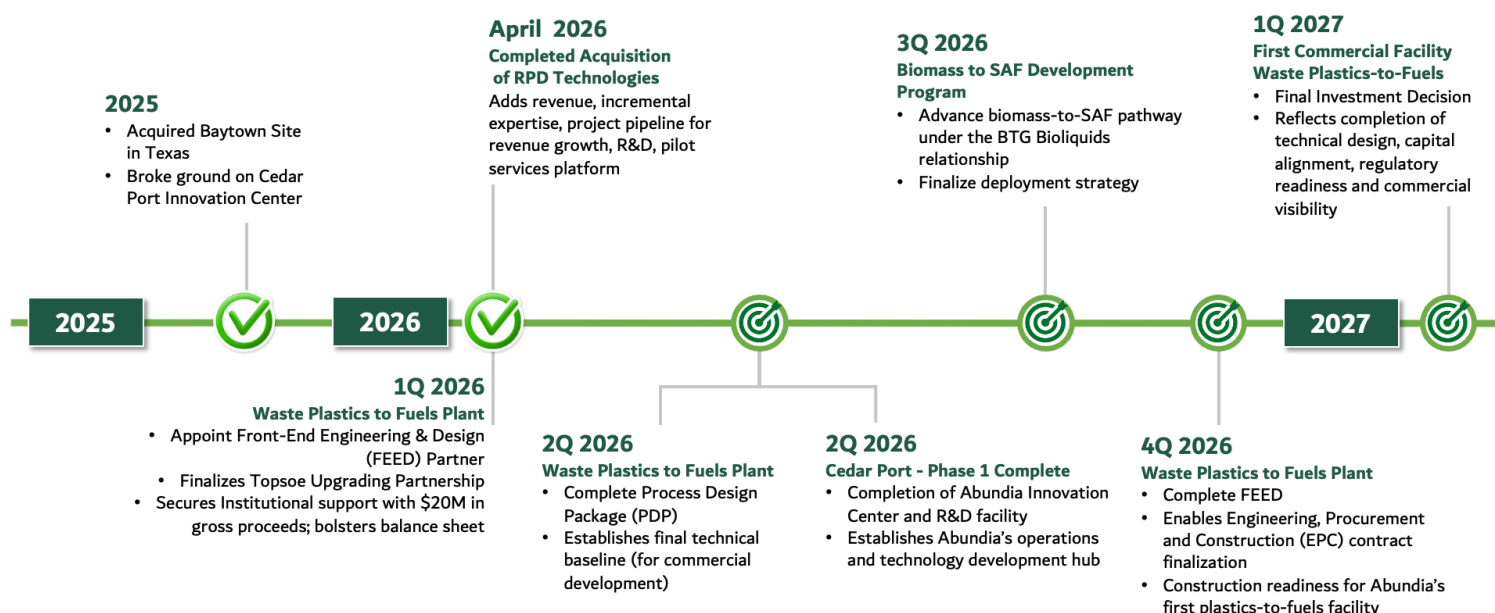 April  2026
Completed Acquisition
of RPD Technologies
Adds revenue, incremental
expertise, project pipeline for
revenue growth, R&D, pilot
services platform
3Q 2026
Biomass to SAF Development
Program
• Advance biomass-to-SAF pathway
under the BTG Bioliquids
relationship
• Finalize deployment strategy
1Q 2027
First Commercial Facility
Waste Plastics-to-Fuels
• Final Investment Decision
• Reflects completion of
technical design, capital
alignment, regulatory
readiness and commercial
visibility
2025
• Acquired Baytown Site
in Texas
• Broke ground on Cedar
Port Innovation Center
2025
2026
2027
1Q 2026
Waste Plastics to Fuels Plant
• Appoint Front-End Engineering & Design
(FEED) Partner
• Finalizes Topsoe Upgrading Partnership
• Secures Institutional support with $20M in
gross proceeds; bolsters balance sheet
2Q 2026
Waste Plastics to Fuels Plant
• Complete Process Design
Package (PDP)
• Establishes final technical
baseline (for commercial
development)
2Q 2026
Cedar Port - Phase 1 Complete
• Completion of Abundia Innovation
Center and R&D facility
• Establishes Abundia's operations
and technology development hub
4Q 2026
Waste Plastics to Fuels Plant
• Complete FEED
• Enables Engineering, Procurement
and Construction (EPC) contract
finalization
• Construction readiness for Abundia's
first plastics-to-fuels facility